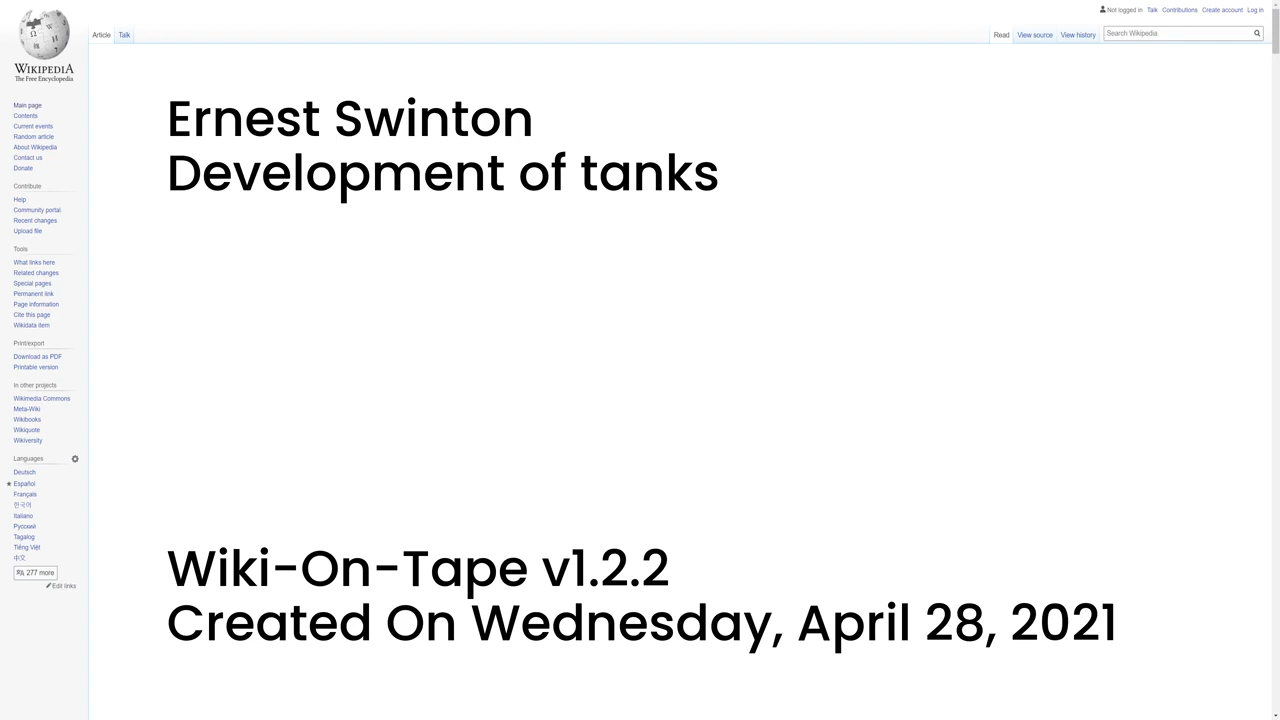 Not logged in Talk Contributions Create account Log in
Article Talk Read View source View history Search Wikipedia
WIKIPEDIA
The Free Encyclopedia
Main page
Contents
Current events
Random article
About Wikipedia
Contact us
Donate
Contribute
Help
Community portal
Recent changes
Upload file
Tools
What links here
Related changes
Special pages
Permanent link
Page information
Cite this page
Wikidata item
Print/export
Download as PDF
Printable version
In other projects
Wikimedia Commons
Meta-Wiki
Wikibooks
Wikiquote
Wikiversity
Languages
Deutsch
Español
Français
한국어
Italiano
Русский
Tagalog
Tiếng Việt
中文
277 more
Edit links
Ernest Swinton
Development of tanks
Wiki-On-Tape v1.2.2
Created On Wednesday, April 28, 2021